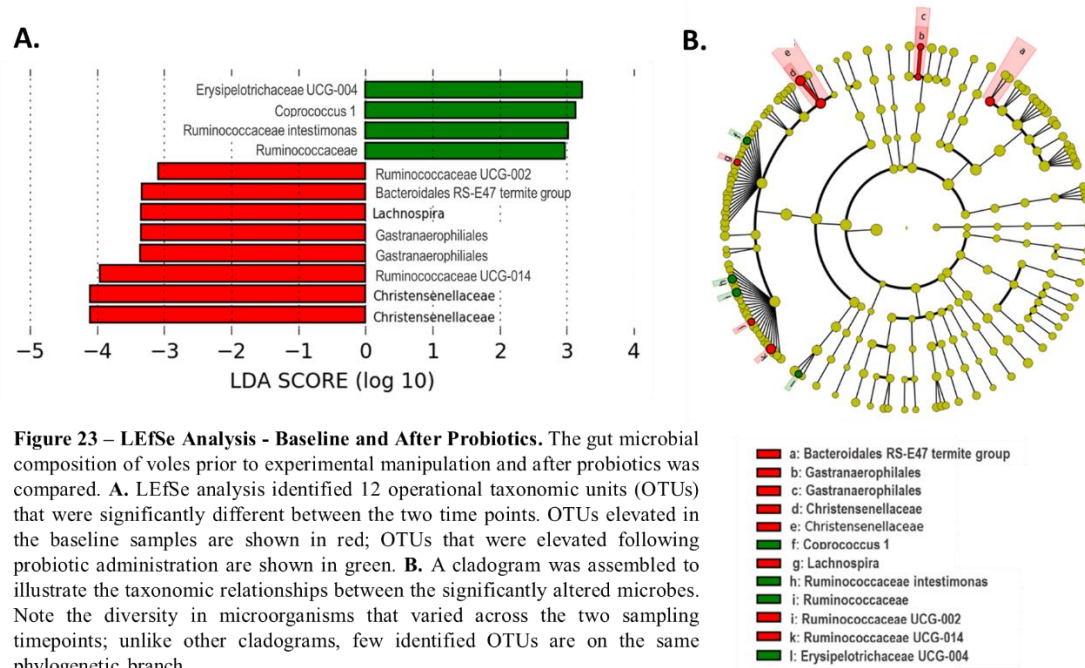 A.
Erysipelotrichaceae UCG-004
Coprococcus 1
Ruminococcaceae intestimonas
Ruminococcaceae
Ruminococcaceae UCG-002
Bacteroidales RS-E47 termite group
Lachnospira
Gastranaerophiliales
Gastranaerophiliales
Ruminococcaceae UCG-014
Christensenellaceae
Christensenellaceae
−5 −4 −3 −2 −1 0 1 2 3 4
LDA SCORE (log 10)
B.
c
b
a
e
d
f
g
h
i
k
l
Figure 23 – LEfSe Analysis - Baseline and After Probiotics. The gut microbial
composition of voles prior to experimental manipulation and after probiotics was
compared. A. LEfSe analysis identified 12 operational taxonomic units (OTUs)
that were significantly different between the two time points. OTUs elevated in
the baseline samples are shown in red; OTUs that were elevated following
probiotic administration are shown in green. B. A cladogram was assembled to
illustrate the taxonomic relationships between the significantly altered microbes.
Note the diversity in microorganisms that varied across the two sampling
timepoints; unlike other cladograms, few identified OTUs are on the same
phylogenetic branch
a: Bacteroidales RS-E47 termite group
b: Gastranaerophilales
c: Gastranaerophilales
d: Christensenellaceae
e: Christensenellaceae
f: Coprococcus 1
g: Lachnospira
h: Ruminococcaceae intestimonas
i: Ruminococcaceae
i: Ruminococcaceae UCG-002
k: Ruminococcaceae UCG-014
l: Erysipelotrichaceae UCG-004